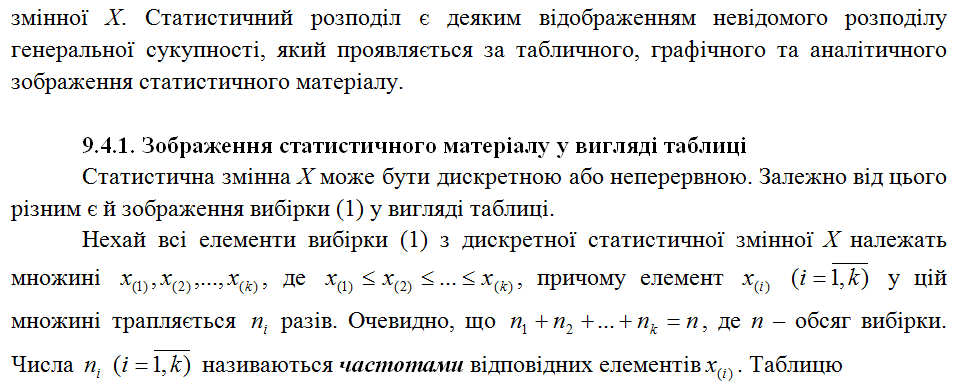 змінної X. Статистичний розподіл є деяким відображенням невідомого розподілу
генеральної сукупності, який проявляється за табличного, графічного та аналітичного
зображення статистичного матеріалу.
9.4.1. Зображення статистичного матеріалу у вигляді таблиці
Статистична змінна X може бути дискретною або неперервною. Залежно від цього
різним є й зображення вибірки (1) у вигляді таблиці.
Нехай всі елементи вибірки (1) з дискретної статистичної змінної X належать
множині x₍₁₎, x₍₂₎,..., x₍ₖ₎, де x₍₁₎ ≤ x₍₂₎ ≤ ... ≤ x₍ₖ₎, причому елемент x₍ᵢ₎ (i = 1, k) у цій
множині трапляється nᵢ разів. Очевидно, що n₁ + n₂ + ... + nₖ = n, де n – обсяг вибірки.
Числа nᵢ (i = 1, k) називаються частотами відповідних елементів x₍ᵢ₎. Таблицю